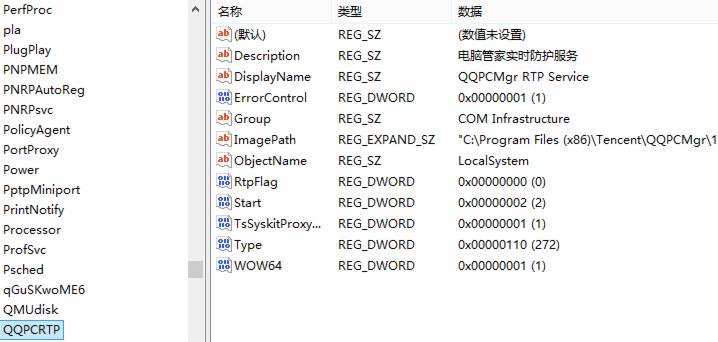 PerfProc
pla
PlugPlay
PNPMEM
PNRPAutoReg
PNRPsvc
PolicyAgent
PortProxy
Power
PptpMiniport
PrintNotify
Processor
ProfSvc
Psched
qGuSKwoME6
QMUdisk
QQPCRTP
名称 类型 数据
(默认) REG_SZ (数值未设置)
Description REG_SZ 电脑管家实时防护服务
DisplayName REG_SZ QQPCMgr RTP Service
ErrorControl REG_DWORD 0x00000001 (1)
Group REG_SZ COM Infrastructure
ImagePath REG_EXPAND_SZ "C:\Program Files (x86)\Tencent\QQPCMgr\1
ObjectName REG_SZ LocalSystem
RtpFlag REG_DWORD 0x00000000 (0)
Start REG_DWORD 0x00000002 (2)
TsSyskitProxy... REG_DWORD 0x00000001 (1)
Type REG_DWORD 0x00000110 (272)
WOW64 REG_DWORD 0x00000001 (1)